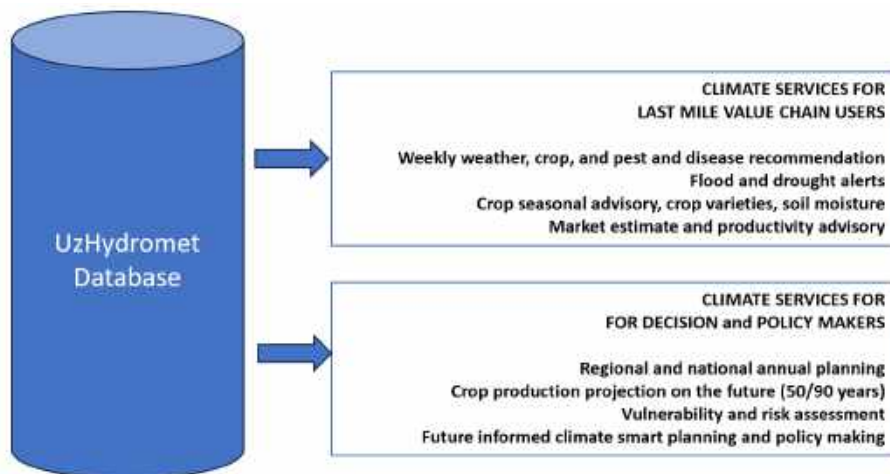 UzHydromet
Database
CLIMATE SERVICES FOR
LAST MILE VALUE CHAIN USERS
Weekly weather, crop, and pest and disease recommendation
Flood and drought alerts
Crop seasonal advisory, crop varieties, soil moisture
Market estimate and productivity advisory
CLIMATE SERVICES FOR
FOR DECISION and POLICY MAKERS
Regional and national annual planning
Crop production projection on the future (50/90 years)
Vulnerability and risk assessment
Future informed climate smart planning and policy making